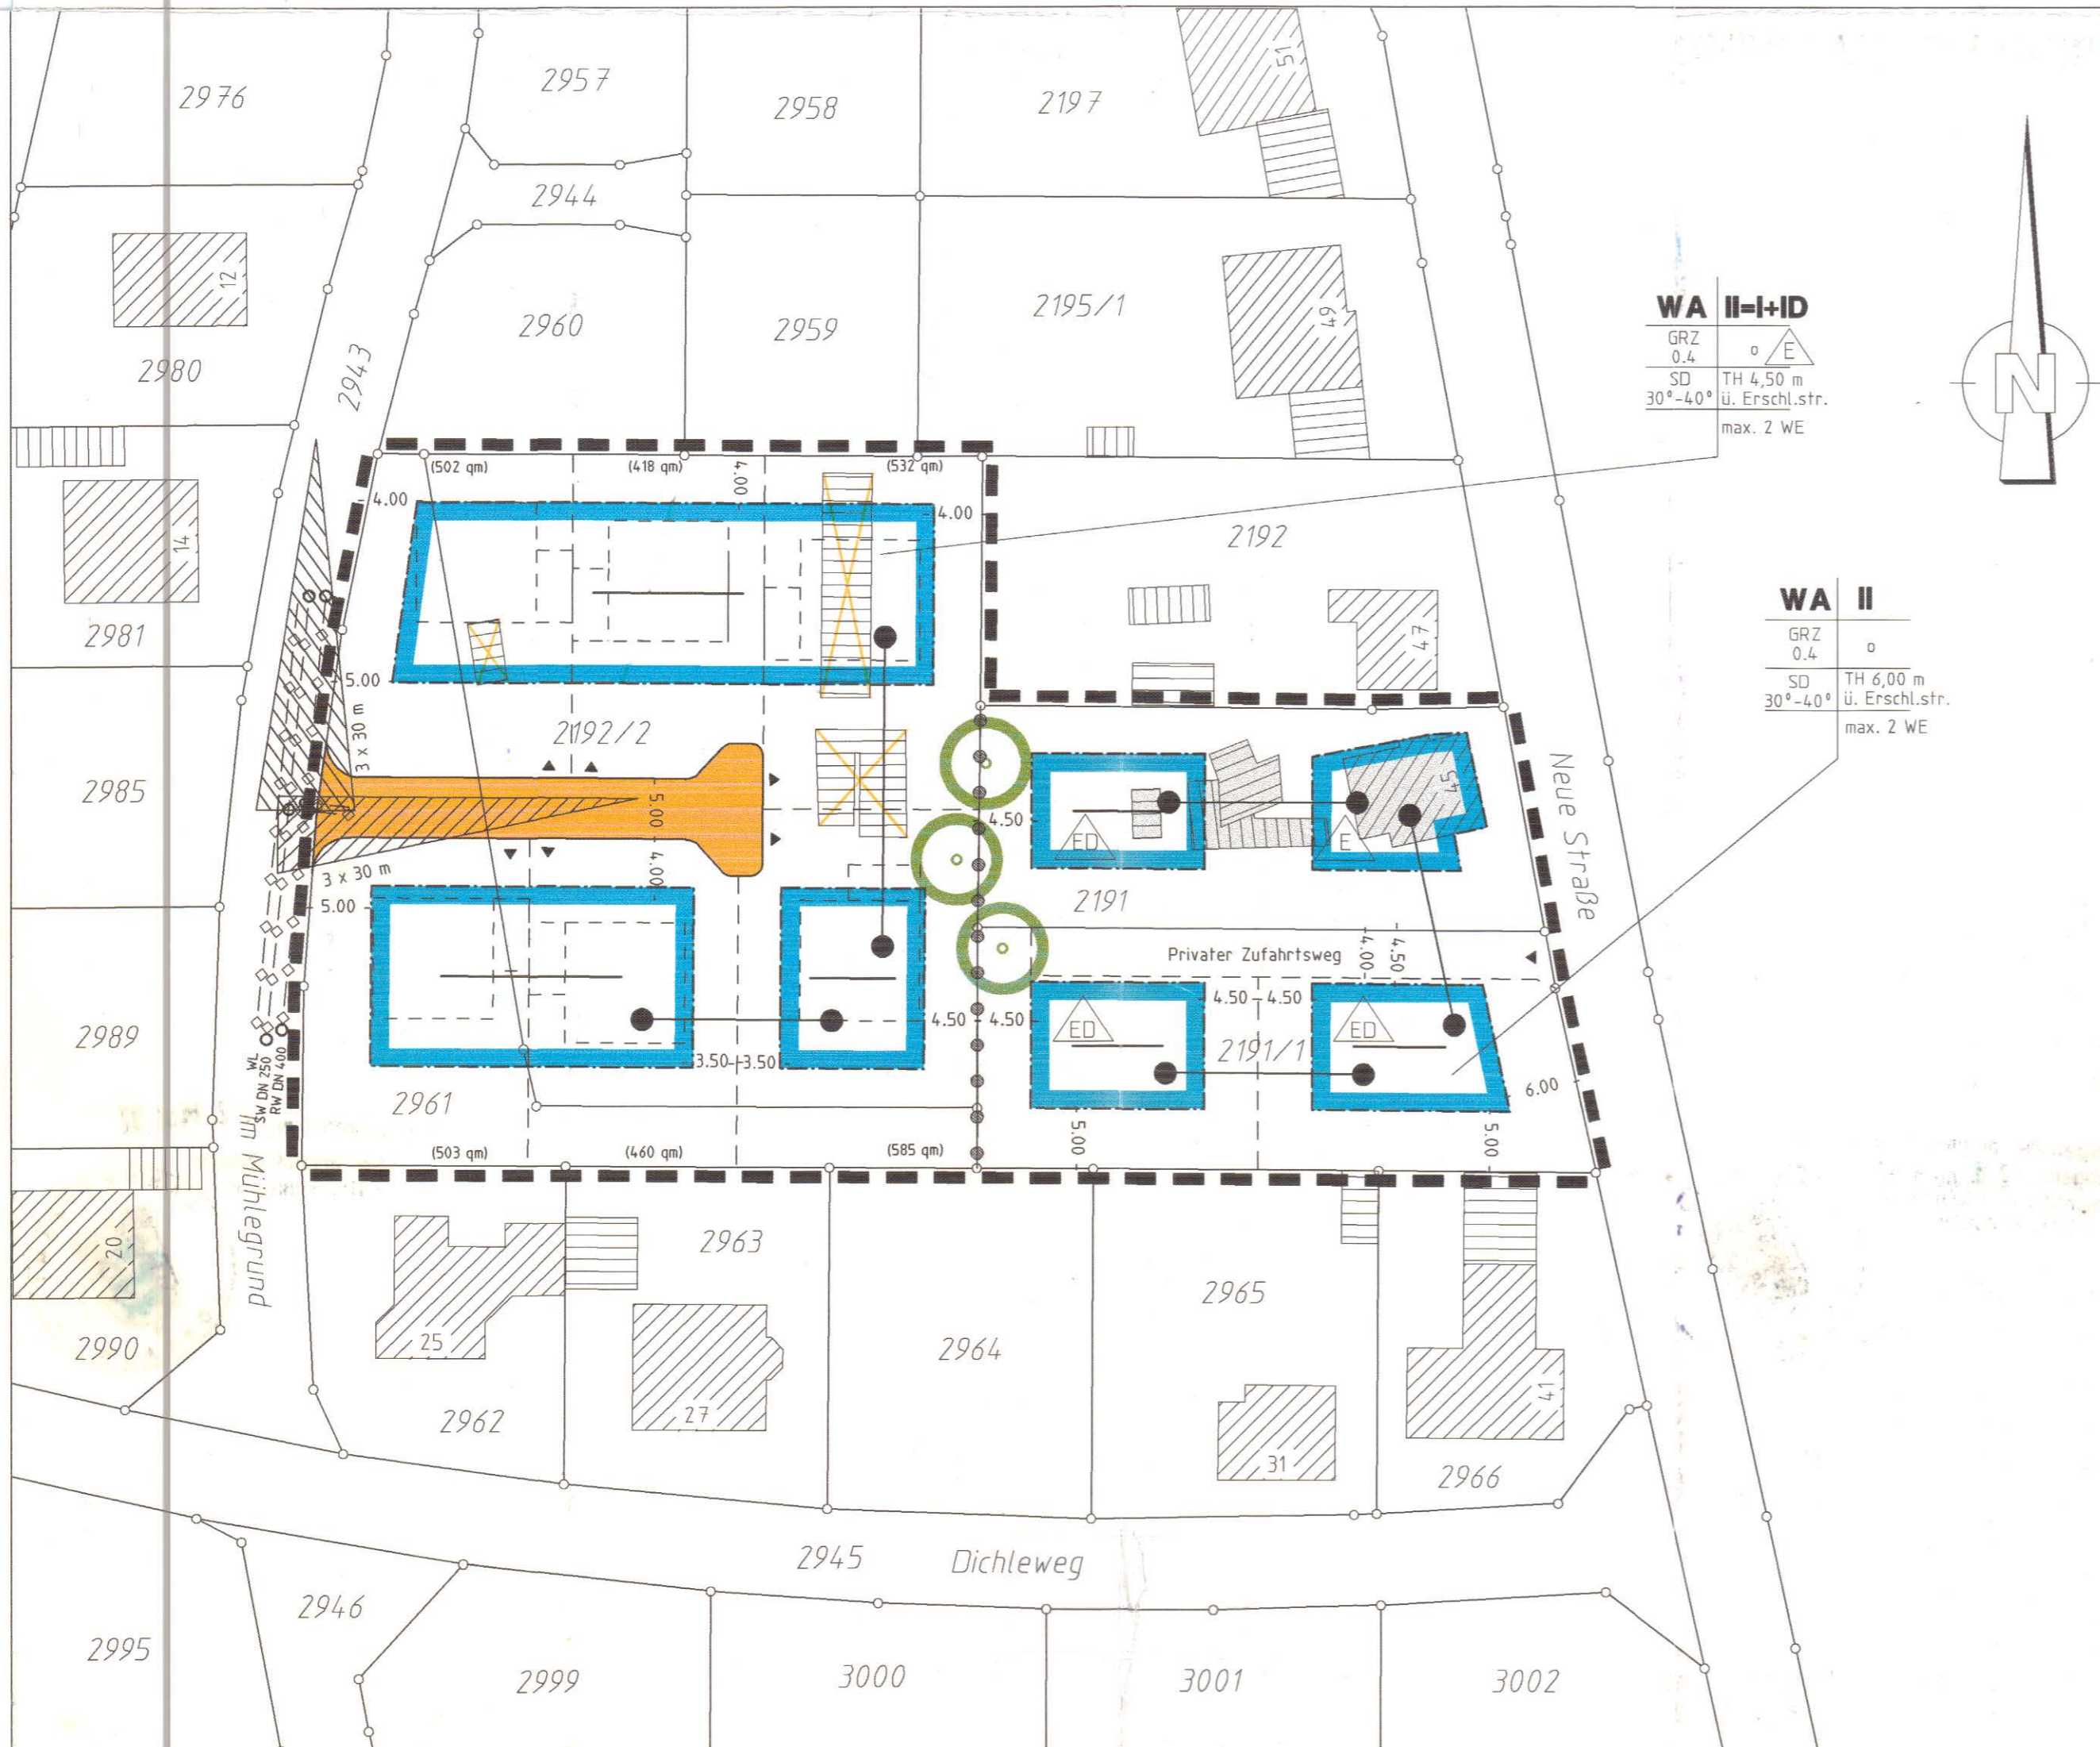 2976
2957
2958
2197
51
2944
12
2980
2943
2960
2959
2195/1
49
WA II=I+ID
GRZ
0.4
o E
SD
30°-40°
TH 4,50 m
ü. Erschl.str.
max. 2 WE
N
(502 qm)
(418 qm)
4.00
(532 qm)
4.00
4.00
14
2981
2192
47
WA II
GRZ
0.4
o
SD
30°-40°
TH 6,00 m
ü. Erschl.str.
max. 2 WE
5.00
3 x 30 m
2192/2
2985
5.00
4.00
3 x 30 m
5.00
4.50
ED
45
E
Neue Straße
2191
Privater Zufahrtsweg
4.00
4.50
2989
WL
SW DN 250
RW DN 400
4.50
4.50
ED
4.50
4.50
ED
2191/1
3.50
3.50
6.00
2961
5.00
5.00
(503 qm)
(460 qm)
(585 qm)
Im Mühlegrund
20
2990
25
2963
2962
27
2964
2965
31
41
2966
2945
Dichleweg
2946
2995
2999
3000
3001
3002